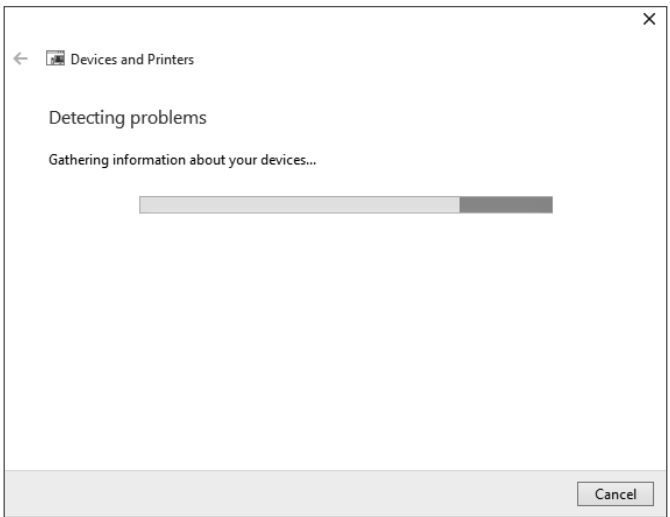 Devices and Printers
Detecting problems
Gathering information about your devices...
Cancel